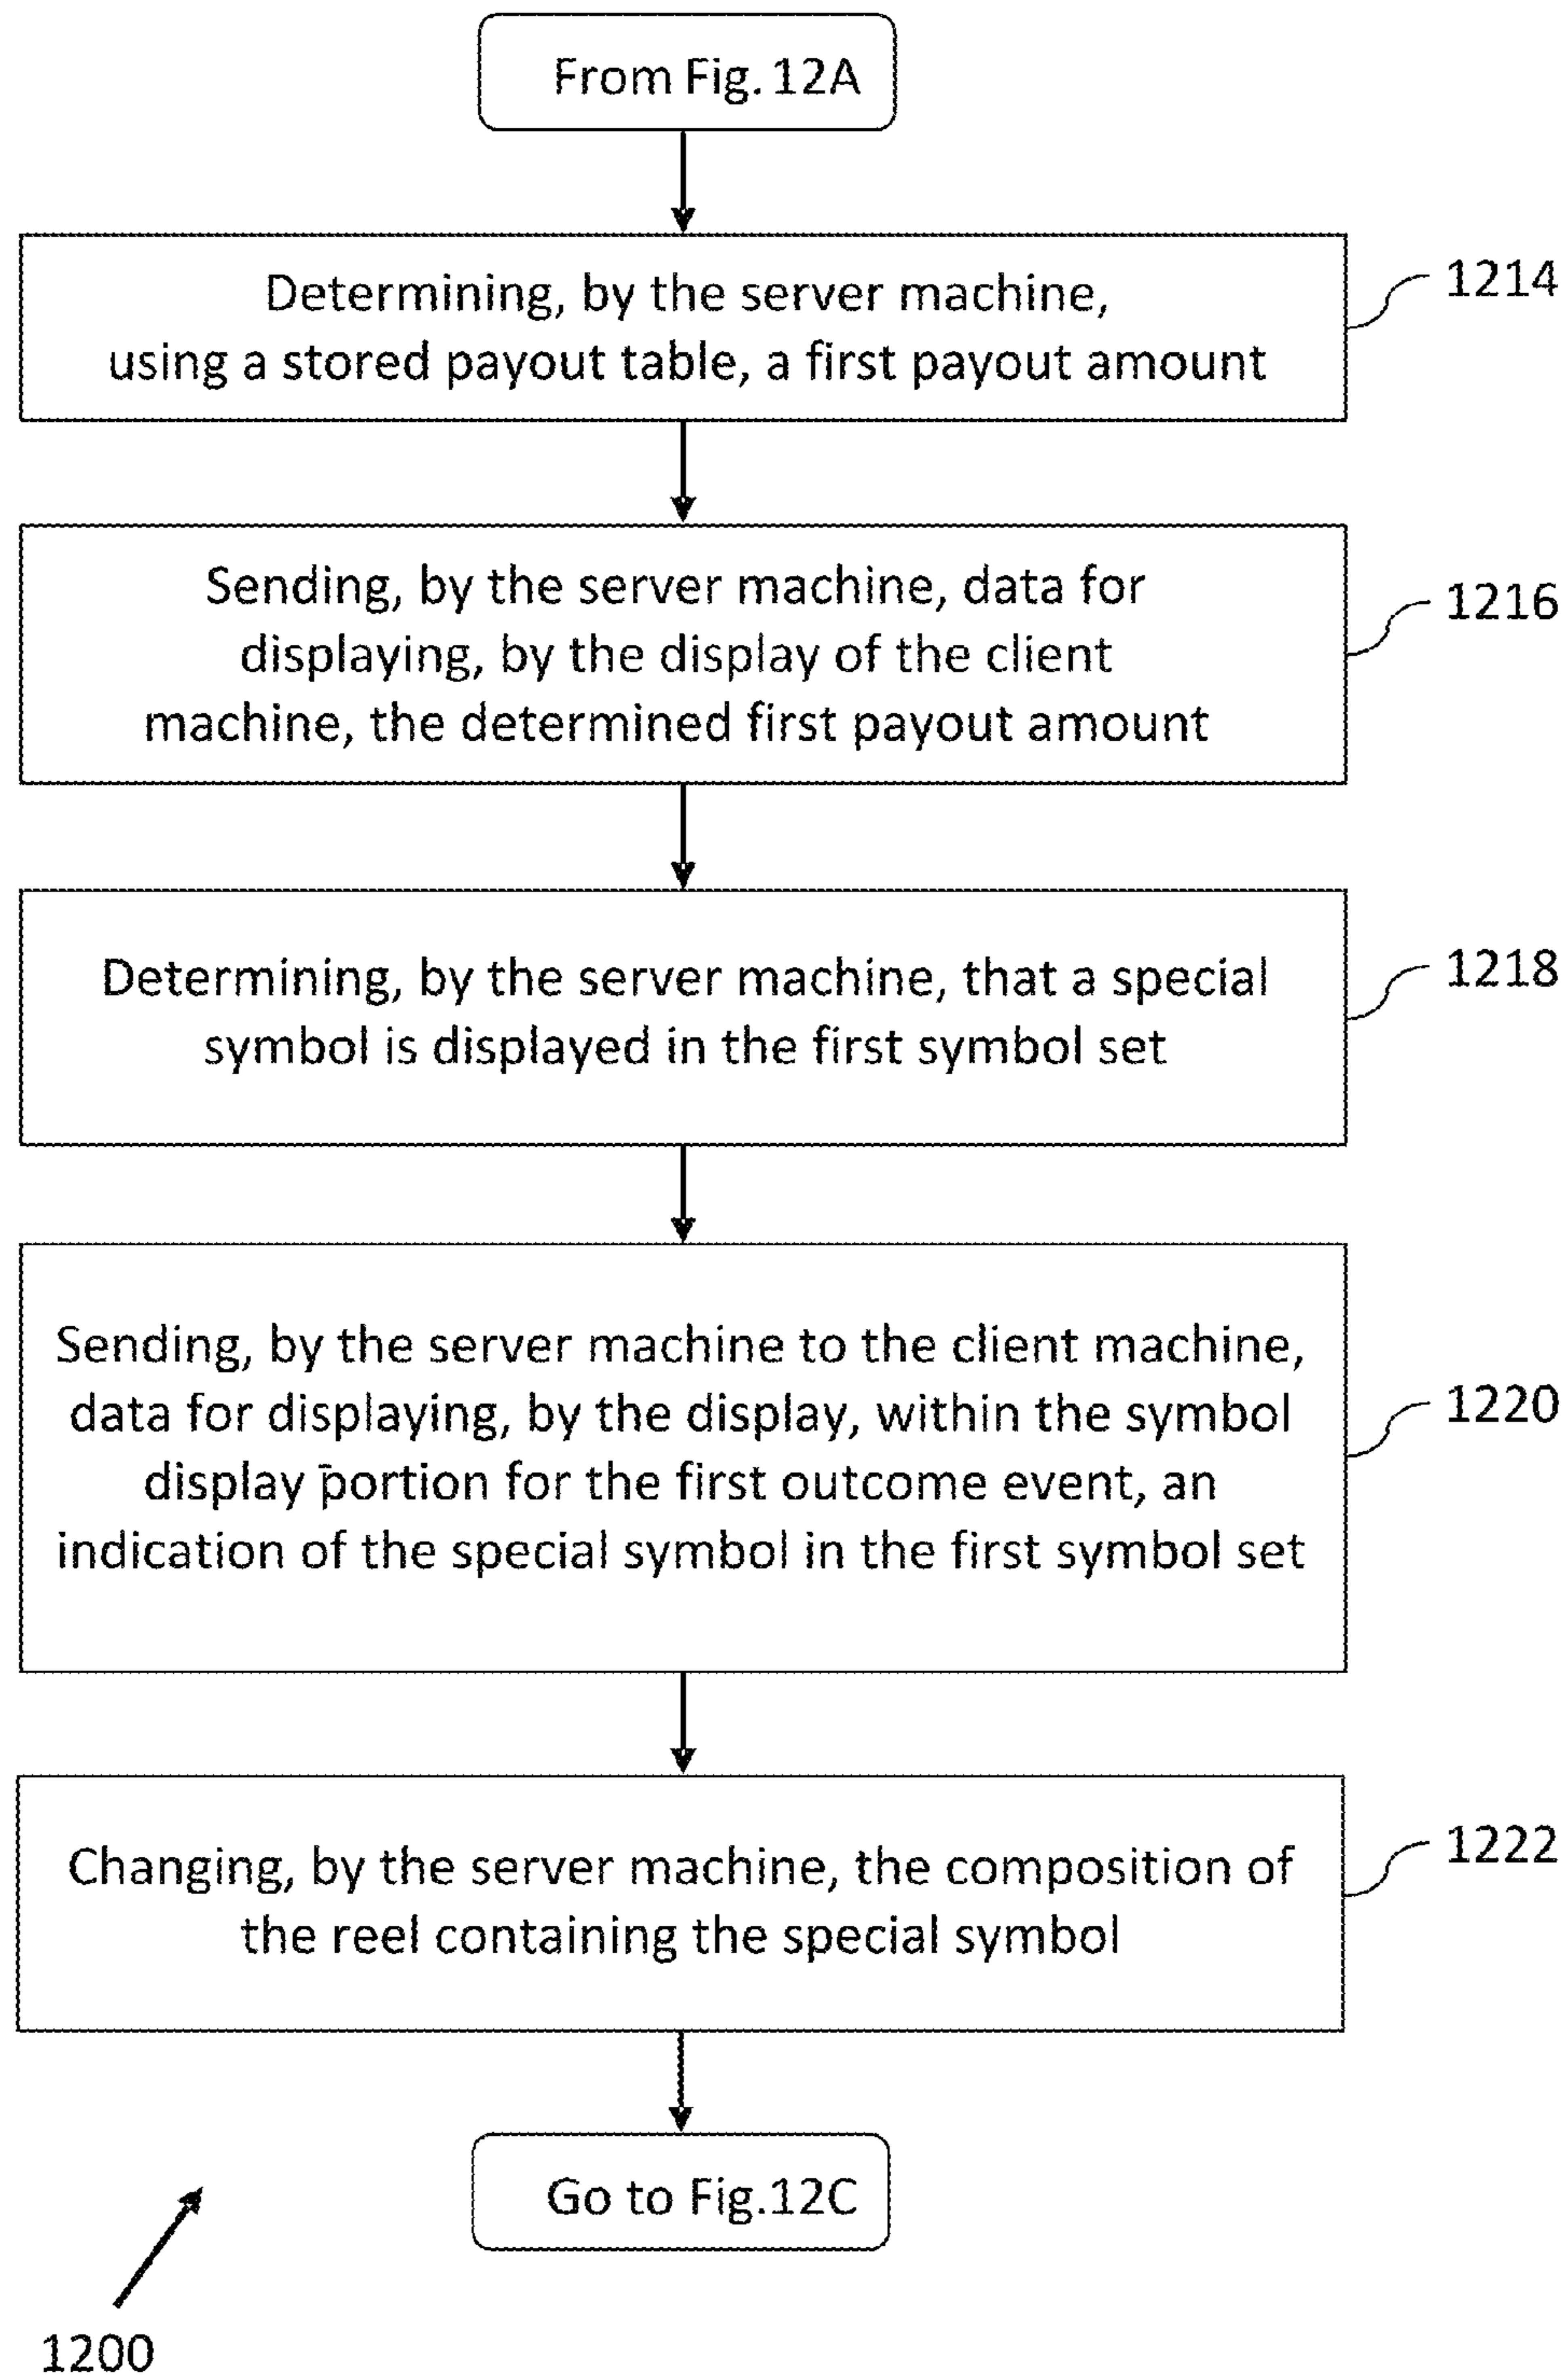 From Fig. 12A
Determining, by the server machine,
using a stored payout table, a first payout amount
1214
Sending, by the server machine, data for
displaying, by the display of the client
machine, the determined first payout amount
1216
Determining, by the server machine, that a special
symbol is displayed in the first symbol set
1218
Sending, by the server machine to the client machine,
data for displaying, by the display, within the symbol
display portion for the first outcome event, an
indication of the special symbol in the first symbol set
1220
Changing, by the server machine, the composition of
the reel containing the special symbol
1222
Go to Fig.12C
1200